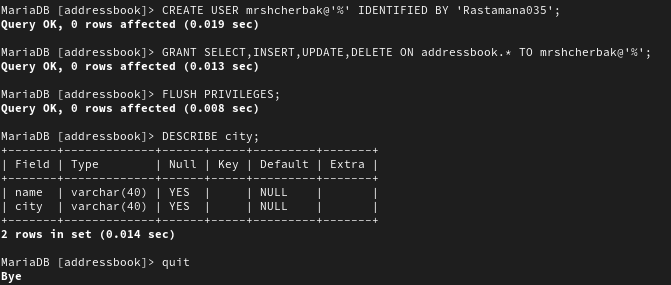 MariaDB [addressbook]> CREATE USER mrshcherbak@'%' IDENTIFIED BY 'Rastamana035';
Query OK, 0 rows affected (0.019 sec)
MariaDB [addressbook]> GRANT SELECT,INSERT,UPDATE,DELETE ON addressbook.* TO mrshcherbak@'%';
Query OK, 0 rows affected (0.013 sec)
MariaDB [addressbook]> FLUSH PRIVILEGES;
Query OK, 0 rows affected (0.008 sec)
MariaDB [addressbook]> DESCRIBE city;
+-------+-------------+------+-----+---------+-------+
| Field | Type        | Null | Key | Default | Extra |
+-------+-------------+------+-----+---------+-------+
| name  | varchar(40) | YES  |     | NULL    |       |
| city  | varchar(40) | YES  |     | NULL    |       |
+-------+-------------+------+-----+---------+-------+
2 rows in set (0.014 sec)
MariaDB [addressbook]> quit
Bye